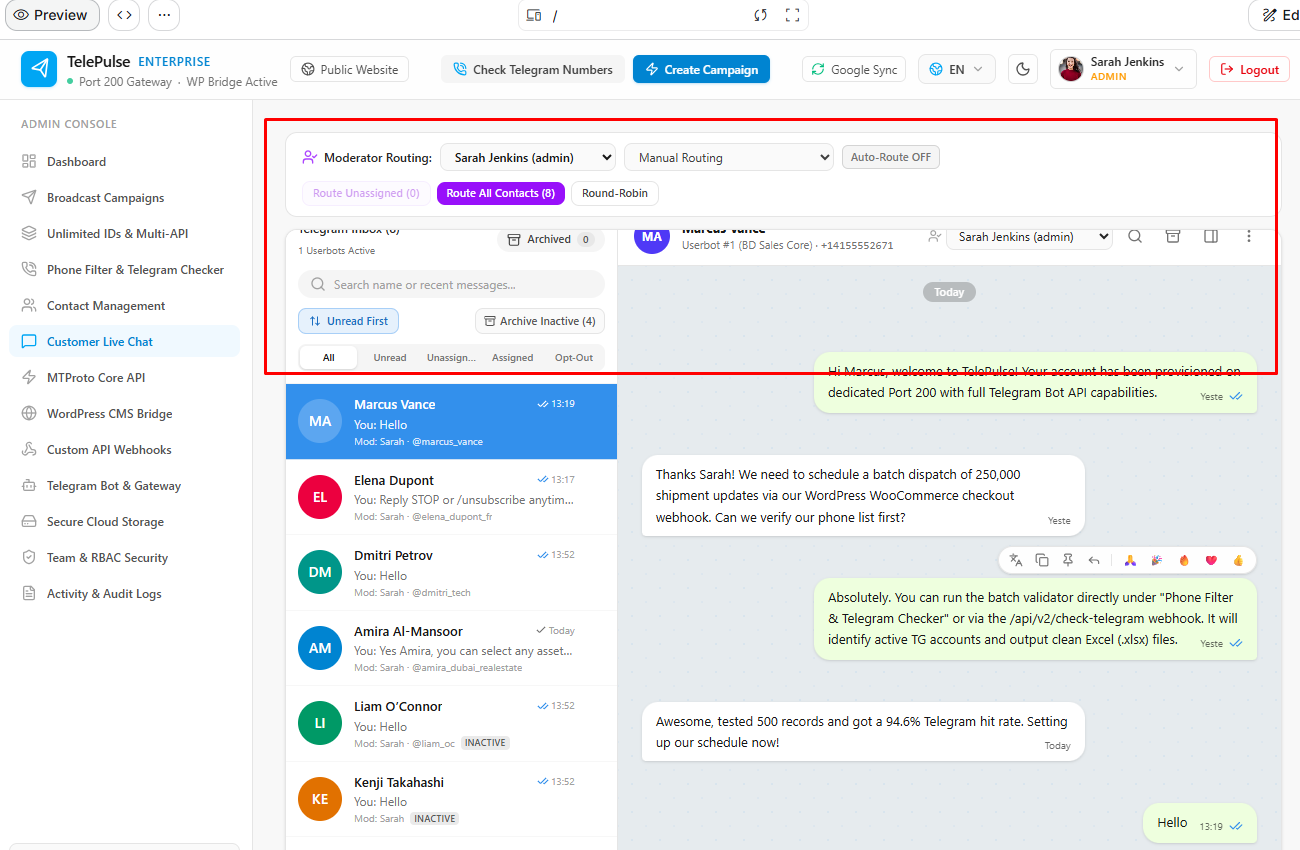 Preview
/
Ed
TelePulse ENTERPRISE
Port 200 Gateway · WP Bridge Active
Public Website
Check Telegram Numbers
Create Campaign
Google Sync
EN
Sarah Jenkins
ADMIN
Logout
ADMIN CONSOLE
Dashboard
Broadcast Campaigns
Unlimited IDs & Multi-API
Phone Filter & Telegram Checker
Contact Management
Customer Live Chat
MTProto Core API
WordPress CMS Bridge
Custom API Webhooks
Telegram Bot & Gateway
Secure Cloud Storage
Team & RBAC Security
Activity & Audit Logs
Moderator Routing:
Sarah Jenkins (admin)
Manual Routing
Auto-Route OFF
Route Unassigned (0)
Route All Contacts (8)
Round-Robin
Telegram Inbox (8)
1 Userbots Active
Archived 0
Search name or recent messages...
Unread First
Archive Inactive (4)
All
Unread
Unassign...
Assigned
Opt-Out
Marcus Vance 13:19
MA
You: Hello
Mod: Sarah · @marcus_vance
Elena Dupont 13:17
EL
You: Reply STOP or /unsubscribe anytim...
Mod: Sarah · @elena_dupont_fr
Dmitri Petrov 13:52
DM
You: Hello
Mod: Sarah · @dmitri_tech
Amira Al-Mansoor Today
AM
You: Yes Amira, you can select any asset...
Mod: Sarah · @amira_dubai_realestate
Liam O’Connor 13:52
LI
You: Hello
Mod: Sarah · @liam_oc INACTIVE
Kenji Takahashi 13:52
KE
You: Hello
Mod: Sarah INACTIVE
MA
Marcus Vance
Userbot #1 (BD Sales Core) · +14155552671
Sarah Jenkins (admin)
Today
Hi Marcus, welcome to TelePulse! Your account has been provisioned on
dedicated Port 200 with full Telegram Bot API capabilities.
Yeste
Thanks Sarah! We need to schedule a batch dispatch of 250,000
shipment updates via our WordPress WooCommerce checkout
webhook. Can we verify our phone list first?
Yeste
Absolutely. You can run the batch validator directly under "Phone Filter
& Telegram Checker" or via the /api/v2/check-telegram webhook. It will
identify active TG accounts and output clean Excel (.xlsx) files.
Yeste
Awesome, tested 500 records and got a 94.6% Telegram hit rate. Setting
up our schedule now!
Today
Hello 13:19